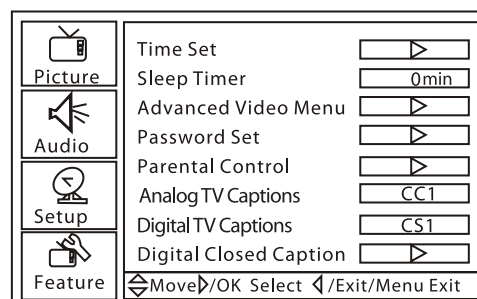 Picture
Audio
Setup
Feature
Time Set
Sleep Timer 0min
Advanced Video Menu
Password Set
Parental Control
Analog TV Captions CC1
Digital TV Captions CS1
Digital Closed Caption
Move /OK Select /Exit/Menu Exit